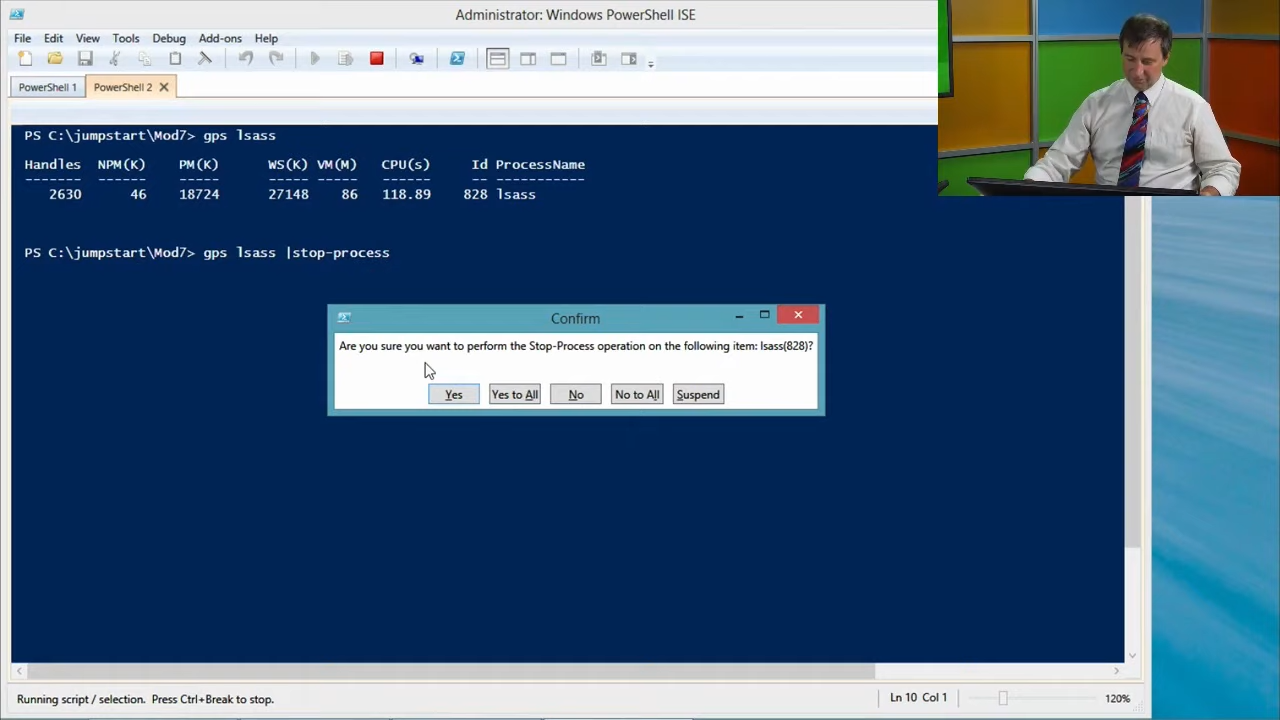 Administrator: Windows PowerShell ISE
File Edit View Tools Debug Add-ons Help
PowerShell 1 PowerShell 2
PS C:\jumpstart\Mod7> gps lsass
Handles NPM(K) PM(K) WS(K) VM(M) CPU(s) Id ProcessName
------- ------ ----- ----- ----- ------ -- -----------
2630 46 18724 27148 86 118.89 828 lsass
PS C:\jumpstart\Mod7> gps lsass |stop-process
Confirm
Are you sure you want to perform the Stop-Process operation on the following item: lsass(828)?
Yes Yes to All No No to All Suspend
Running script / selection. Press Ctrl+Break to stop. Ln 10 Col 1 120%